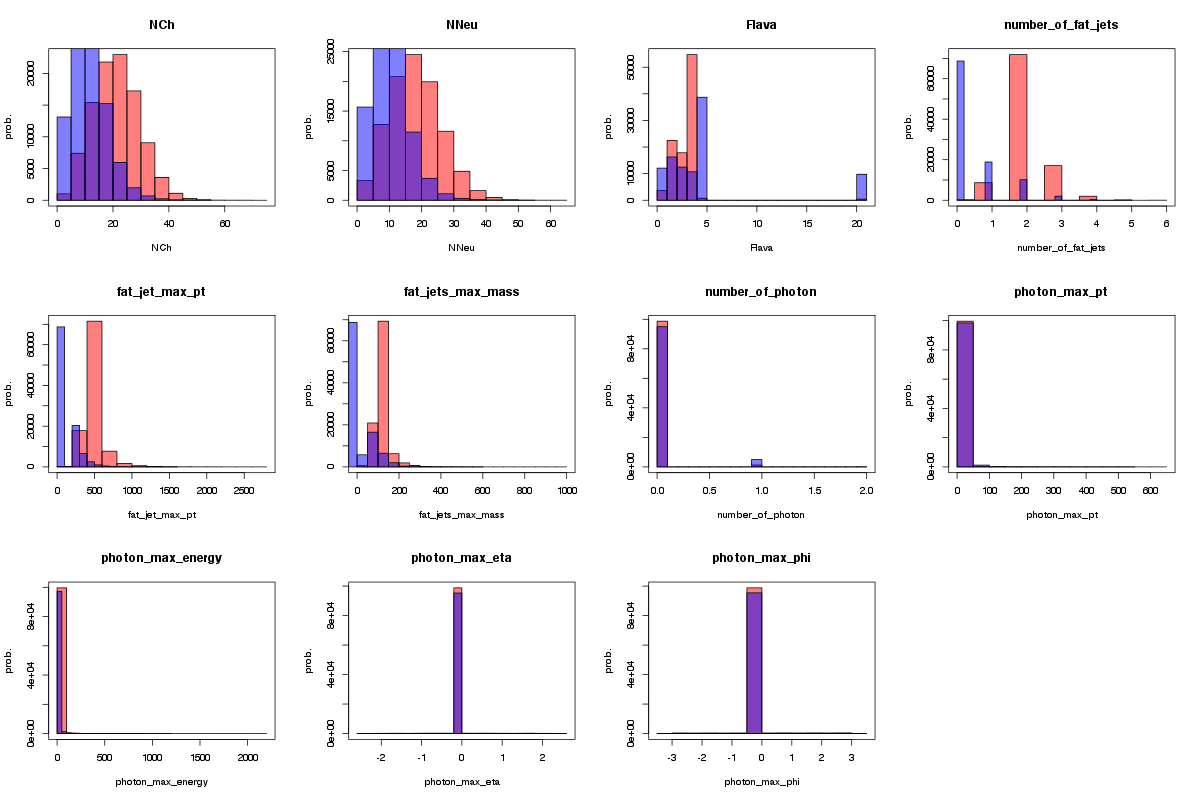 NCh
NNeu
Flava
number_of_fat_jets
prob.
0 5000 10000 20000
0 20 40 60
NCh
prob.
0 5000 15000 25000
0 10 20 30 40 50 60
NNeu
prob.
0 10000 30000 50000
0 5 10 15 20
Flava
prob.
0 20000 40000 60000
0 1 2 3 4 5 6
number_of_fat_jets
fat_jet_max_pt
fat_jets_max_mass
number_of_photon
photon_max_pt
prob.
0 20000 40000 60000
0 500 1000 1500 2000 2500
fat_jet_max_pt
prob.
0 20000 40000 60000
0 200 400 600 800 1000
fat_jets_max_mass
prob.
0e+00 4e+04 8e+04
0.0 0.5 1.0 1.5 2.0
number_of_photon
prob.
0e+00 4e+04 8e+04
0 100 200 300 400 500 600
photon_max_pt
photon_max_energy
photon_max_eta
photon_max_phi
prob.
0e+00 4e+04 8e+04
0 500 1000 1500 2000
photon_max_energy
prob.
0e+00 4e+04 8e+04
-2 -1 0 1 2
photon_max_eta
prob.
0e+00 4e+04 8e+04
-3 -2 -1 0 1 2 3
photon_max_phi